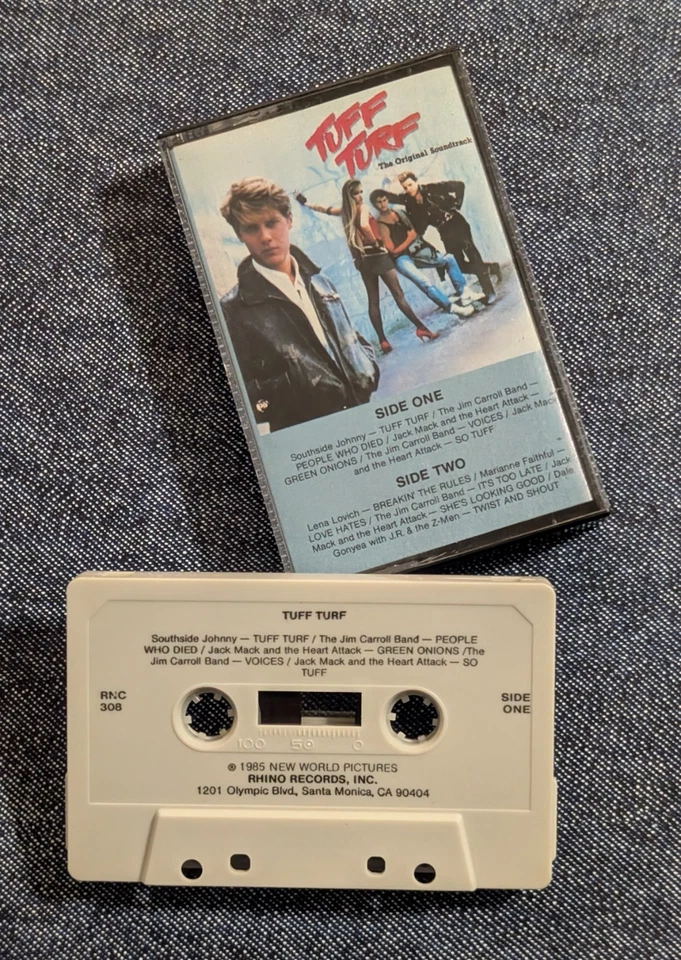 TUFF
TURF
The Original Soundtrack
SIDE ONE
Southside Johnny — TUFF TURF / The Jim Carroll Band —
PEOPLE WHO DIED / Jack Mack and the Heart Attack —
GREEN ONIONS / The Jim Carroll Band — VOICES / Jack Mack
and the Heart Attack — SO TUFF
SIDE TWO
Lena Lovich — BREAKIN' THE RULES / Marianne Faithful —
LOVE HATES / The Jim Carroll Band — IT'S TOO LATE / Jack
Mack and the Heart Attack — SHE'S LOOKING GOOD / Dale
Gonyea with J.R. & the Z-Men — TWIST AND SHOUT
TUFF TURF
Southside Johnny — TUFF TURF / The Jim Carroll Band — PEOPLE
WHO DIED / Jack Mack and the Heart Attack — GREEN ONIONS /The
Jim Carroll Band — VOICES / Jack Mack and the Heart Attack — SO
TUFF
RNC
308
SIDE
ONE
100 50 0
℗ 1985 NEW WORLD PICTURES
RHINO RECORDS, INC.
1201 Olympic Blvd., Santa Monica, CA 90404